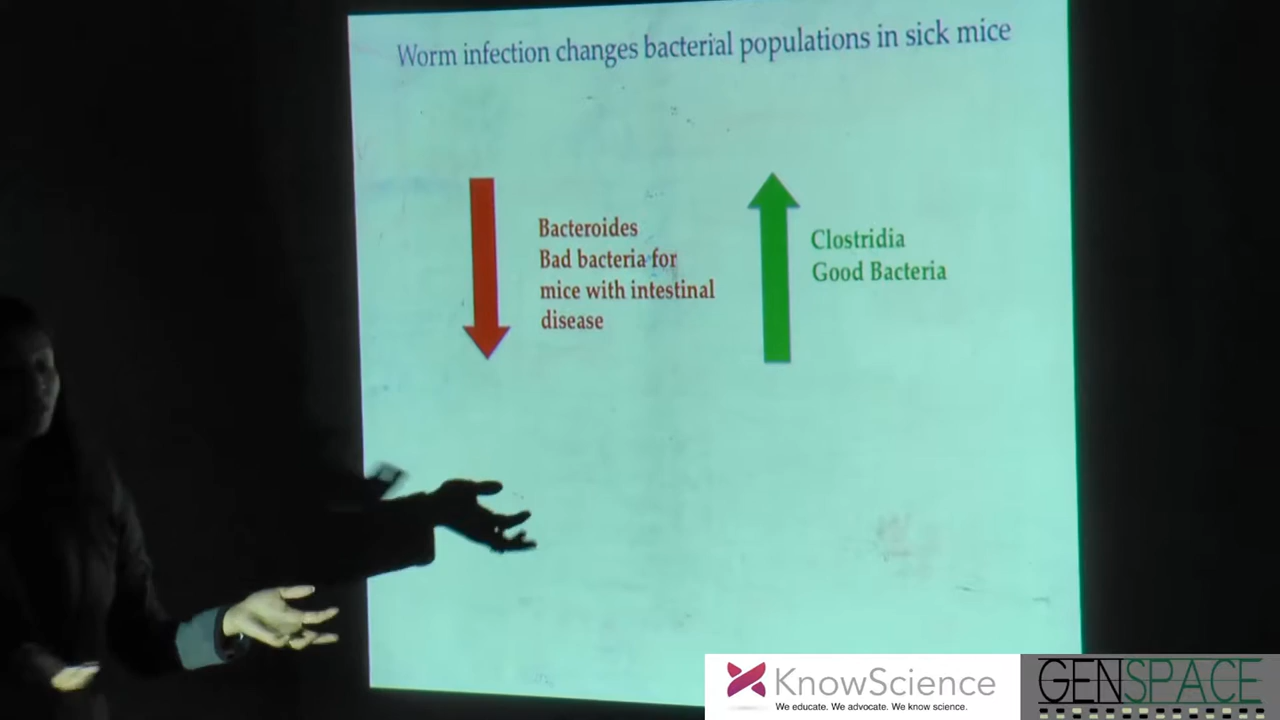 Worm infection changes bacterial populations in sick mice
Bacteroides
Bad bacteria for
mice with intestinal
disease
Clostridia
Good Bacteria
KnowScience
We educate. We advocate. We know science.
GENSPACE